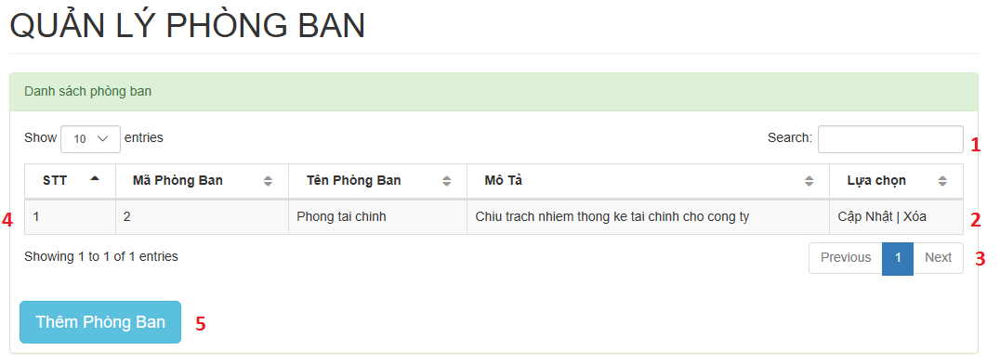 QUẢN LÝ PHÒNG BAN
Danh sách phòng ban
Show 10 entries Search: 1
STT Mã Phòng Ban Tên Phòng Ban Mô Tả Lựa chọn
4 1 2 Phong tai chinh Chiu trach nhiem thong ke tai chinh cho cong ty Cập Nhật | Xóa 2
Showing 1 to 1 of 1 entries Previous 1 Next 3
Thêm Phòng Ban 5